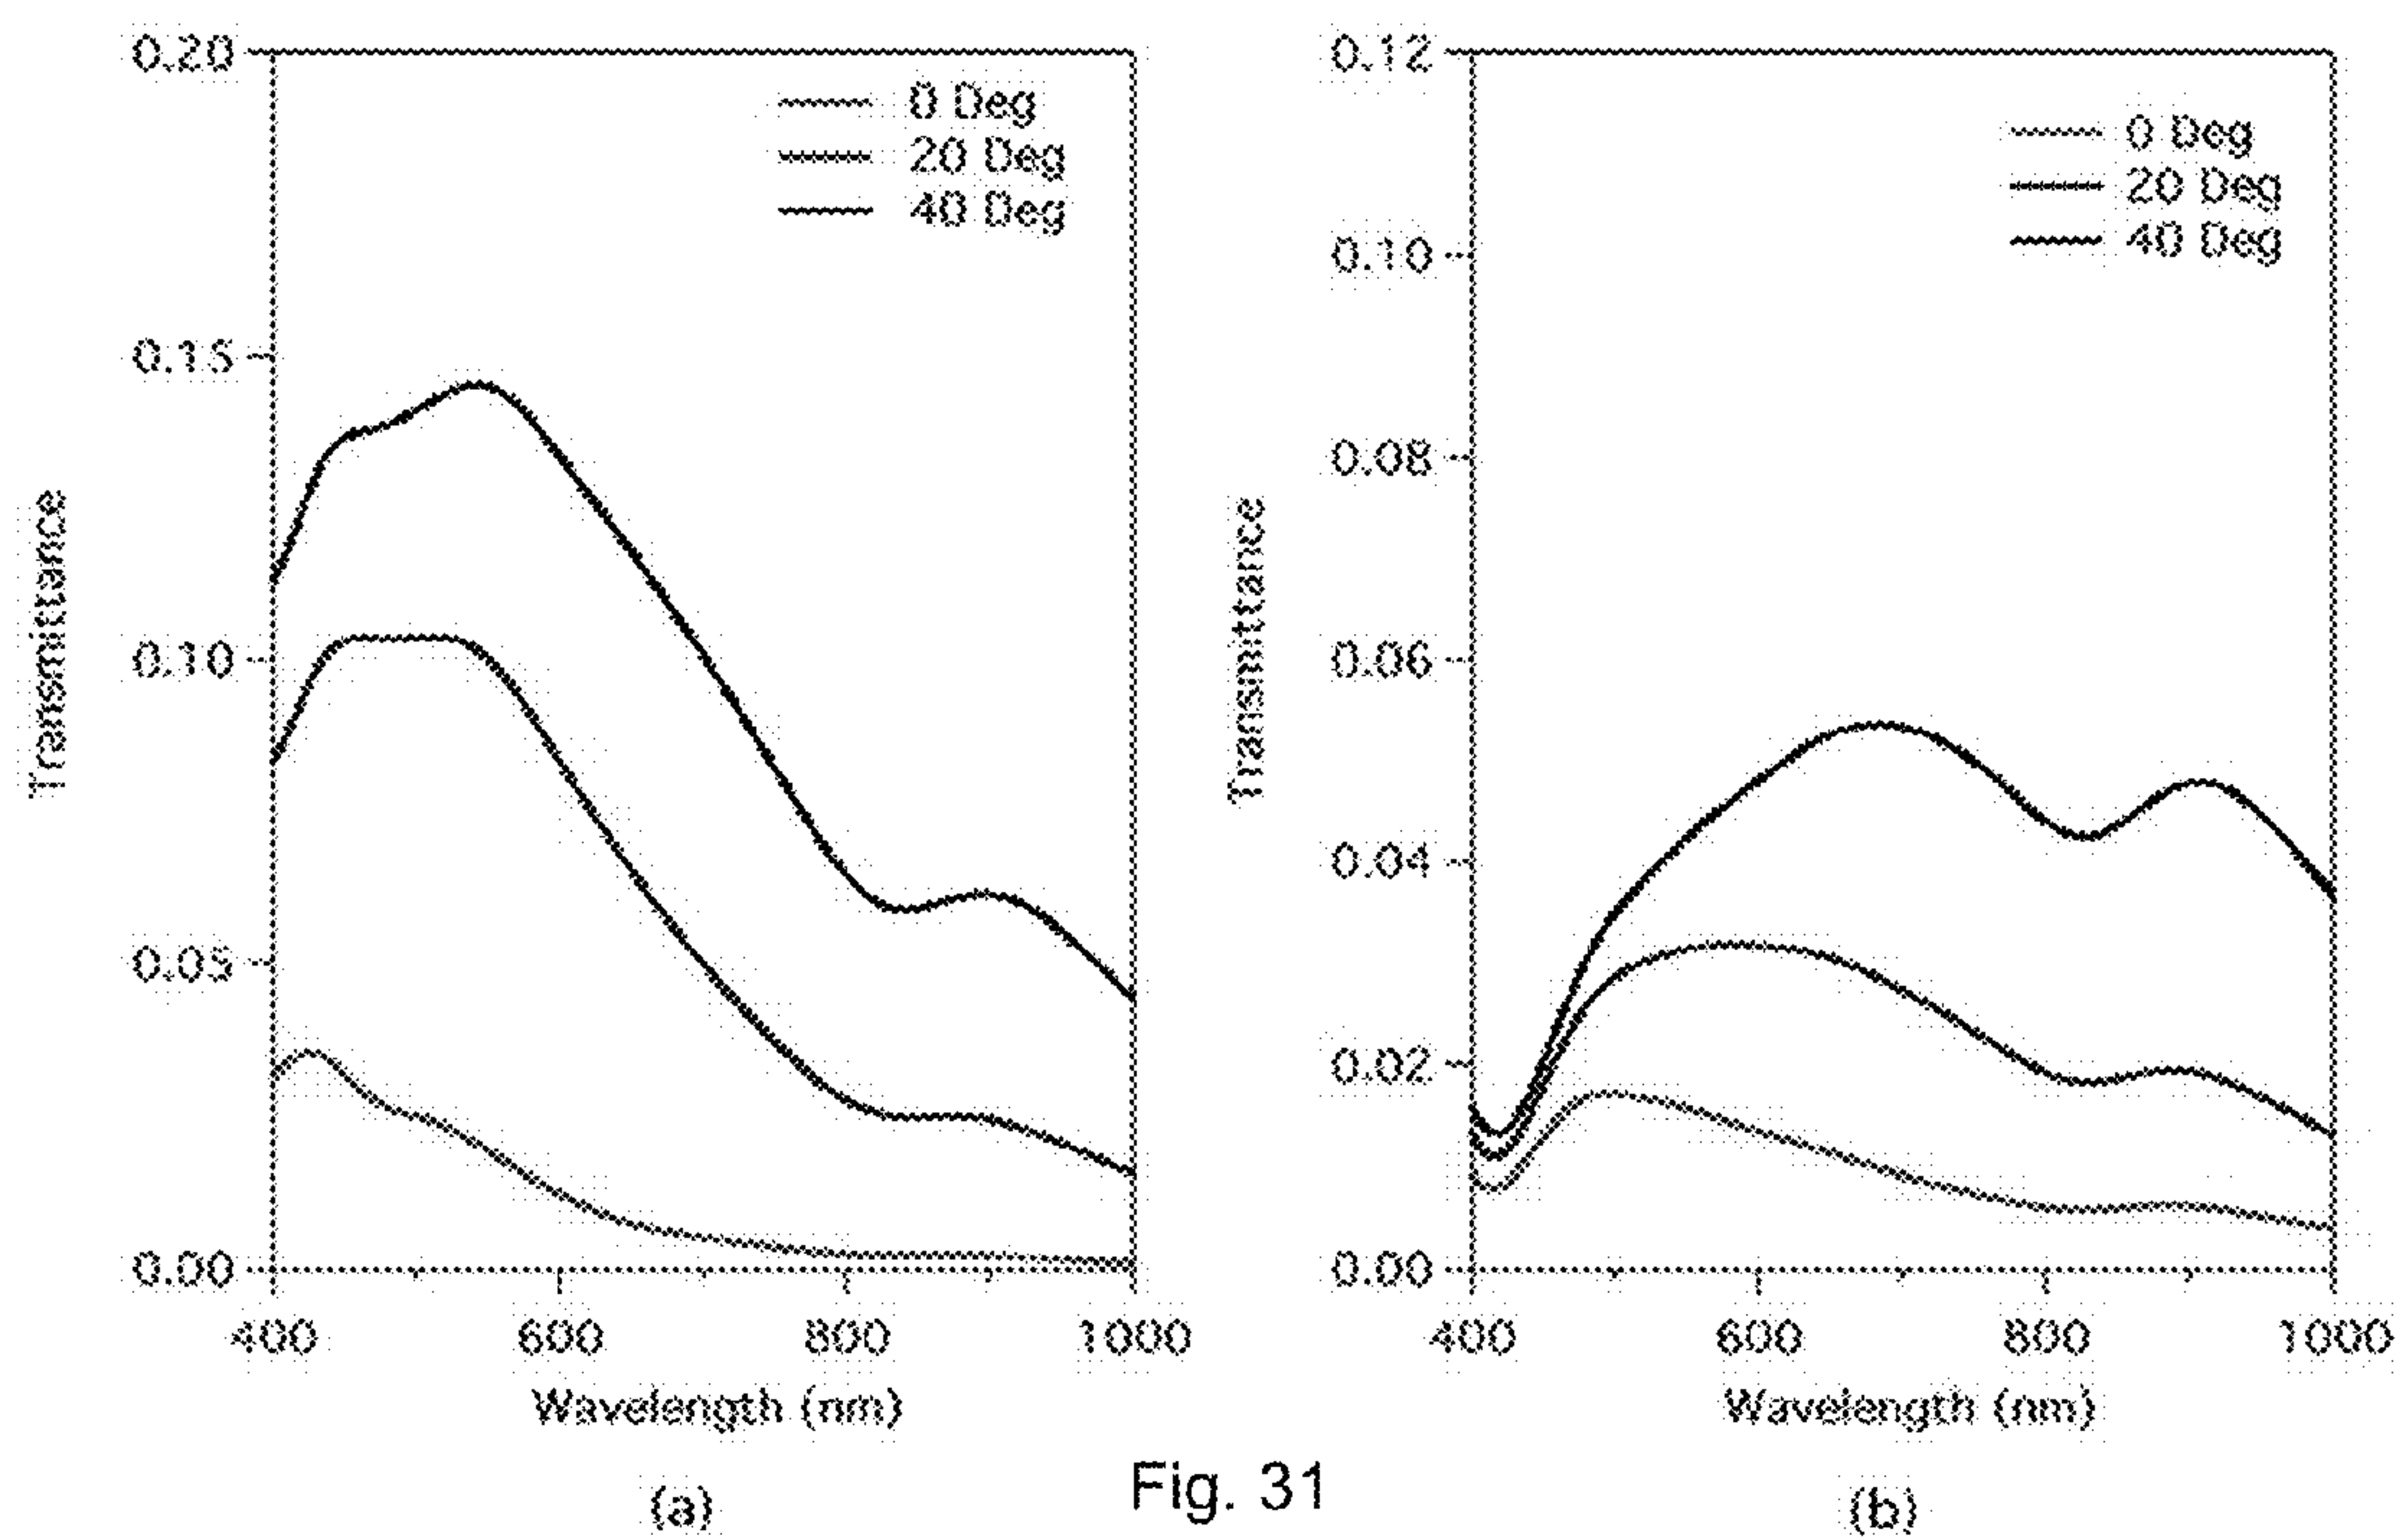 0.20
0.15
0.10
0.05
0.00
Transmittance
0 Deg
20 Deg
40 Deg
400 600 800 1000
Wavelength (nm)
(a)
0.12
0.10
0.08
0.06
0.04
0.02
0.00
Transmittance
0 Deg
20 Deg
40 Deg
400 600 800 1000
Wavelength (nm)
(b)
Fig. 31